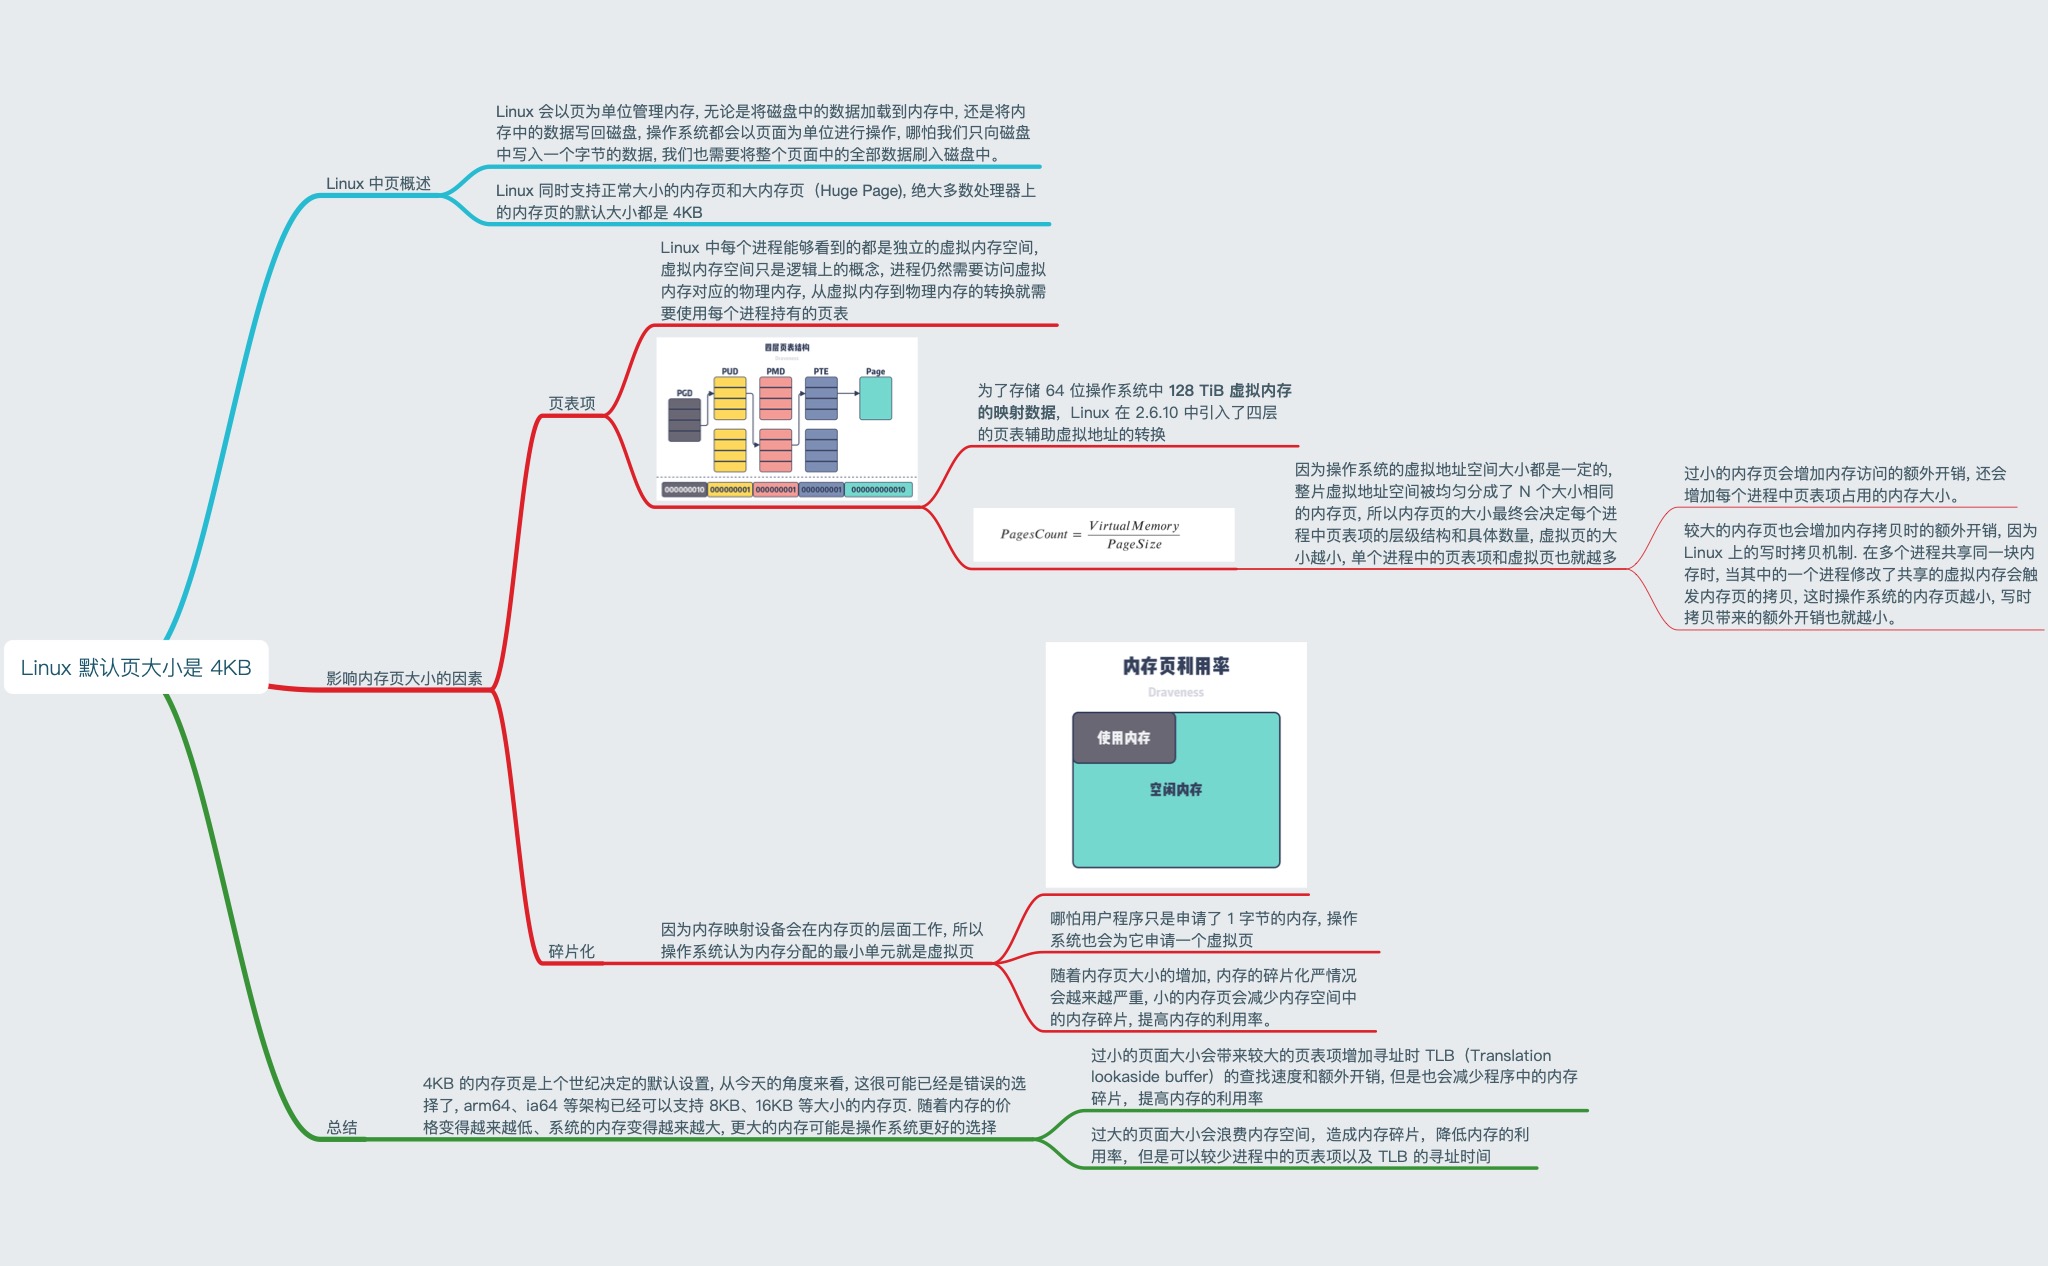 Linux 默认页大小是 4KB
Linux 中页概述
Linux 会以页为单位管理内存, 无论是将磁盘中的数据加载到内存中, 还是将内
存中的数据写回磁盘, 操作系统都会以页面为单位进行操作, 哪怕我们只向磁盘
中写入一个字节的数据, 我们也需要将整个页面中的全部数据刷入磁盘中。
Linux 同时支持正常大小的内存页和大内存页（Huge Page), 绝大多数处理器上
的内存页的默认大小都是 4KB
影响内存页大小的因素
页表项
Linux 中每个进程能够看到的都是独立的虚拟内存空间,
虚拟内存空间只是逻辑上的概念, 进程仍然需要访问虚拟
内存对应的物理内存, 从虚拟内存到物理内存的转换就需
要使用每个进程持有的页表
四层页表结构
Draveness
PGD
PUD
PMD
PTE
Page
000000010
000000001
000000001
000000001
000000000010
为了存储 64 位操作系统中 128 TiB 虚拟内存
的映射数据，Linux 在 2.6.10 中引入了四层
的页表辅助虚拟地址的转换
PagesCount = VirtualMemory
PageSize
因为操作系统的虚拟地址空间大小都是一定的,
整片虚拟地址空间被均匀分成了 N 个大小相同
的内存页, 所以内存页的大小最终会决定每个进
程中页表项的层级结构和具体数量, 虚拟页的大
小越小, 单个进程中的页表项和虚拟页也就越多
过小的内存页会增加内存访问的额外开销, 还会
增加每个进程中页表项占用的内存大小。
较大的内存页也会增加内存拷贝时的额外开销, 因为
Linux 上的写时拷贝机制. 在多个进程共享同一块内
存时, 当其中的一个进程修改了共享的虚拟内存会触
发内存页的拷贝, 这时操作系统的内存页越小, 写时
拷贝带来的额外开销也就越小。
碎片化
因为内存映射设备会在内存页的层面工作, 所以
操作系统认为内存分配的最小单元就是虚拟页
内存页利用率
Draveness
使用内存
空闲内存
哪怕用户程序只是申请了 1 字节的内存, 操作
系统也会为它申请一个虚拟页
随着内存页大小的增加, 内存的碎片化严情况
会越来越严重, 小的内存页会减少内存空间中
的内存碎片, 提高内存的利用率。
总结
4KB 的内存页是上个世纪决定的默认设置, 从今天的角度来看, 这很可能已经是错误的选
择了, arm64、ia64 等架构已经可以支持 8KB、16KB 等大小的内存页. 随着内存的价
格变得越来越低、系统的内存变得越来越大, 更大的内存可能是操作系统更好的选择
过小的页面大小会带来较大的页表项增加寻址时 TLB（Translation
lookaside buffer）的查找速度和额外开销, 但是也会减少程序中的内存
碎片，提高内存的利用率
过大的页面大小会浪费内存空间，造成内存碎片，降低内存的利
用率，但是可以较少进程中的页表项以及 TLB 的寻址时间